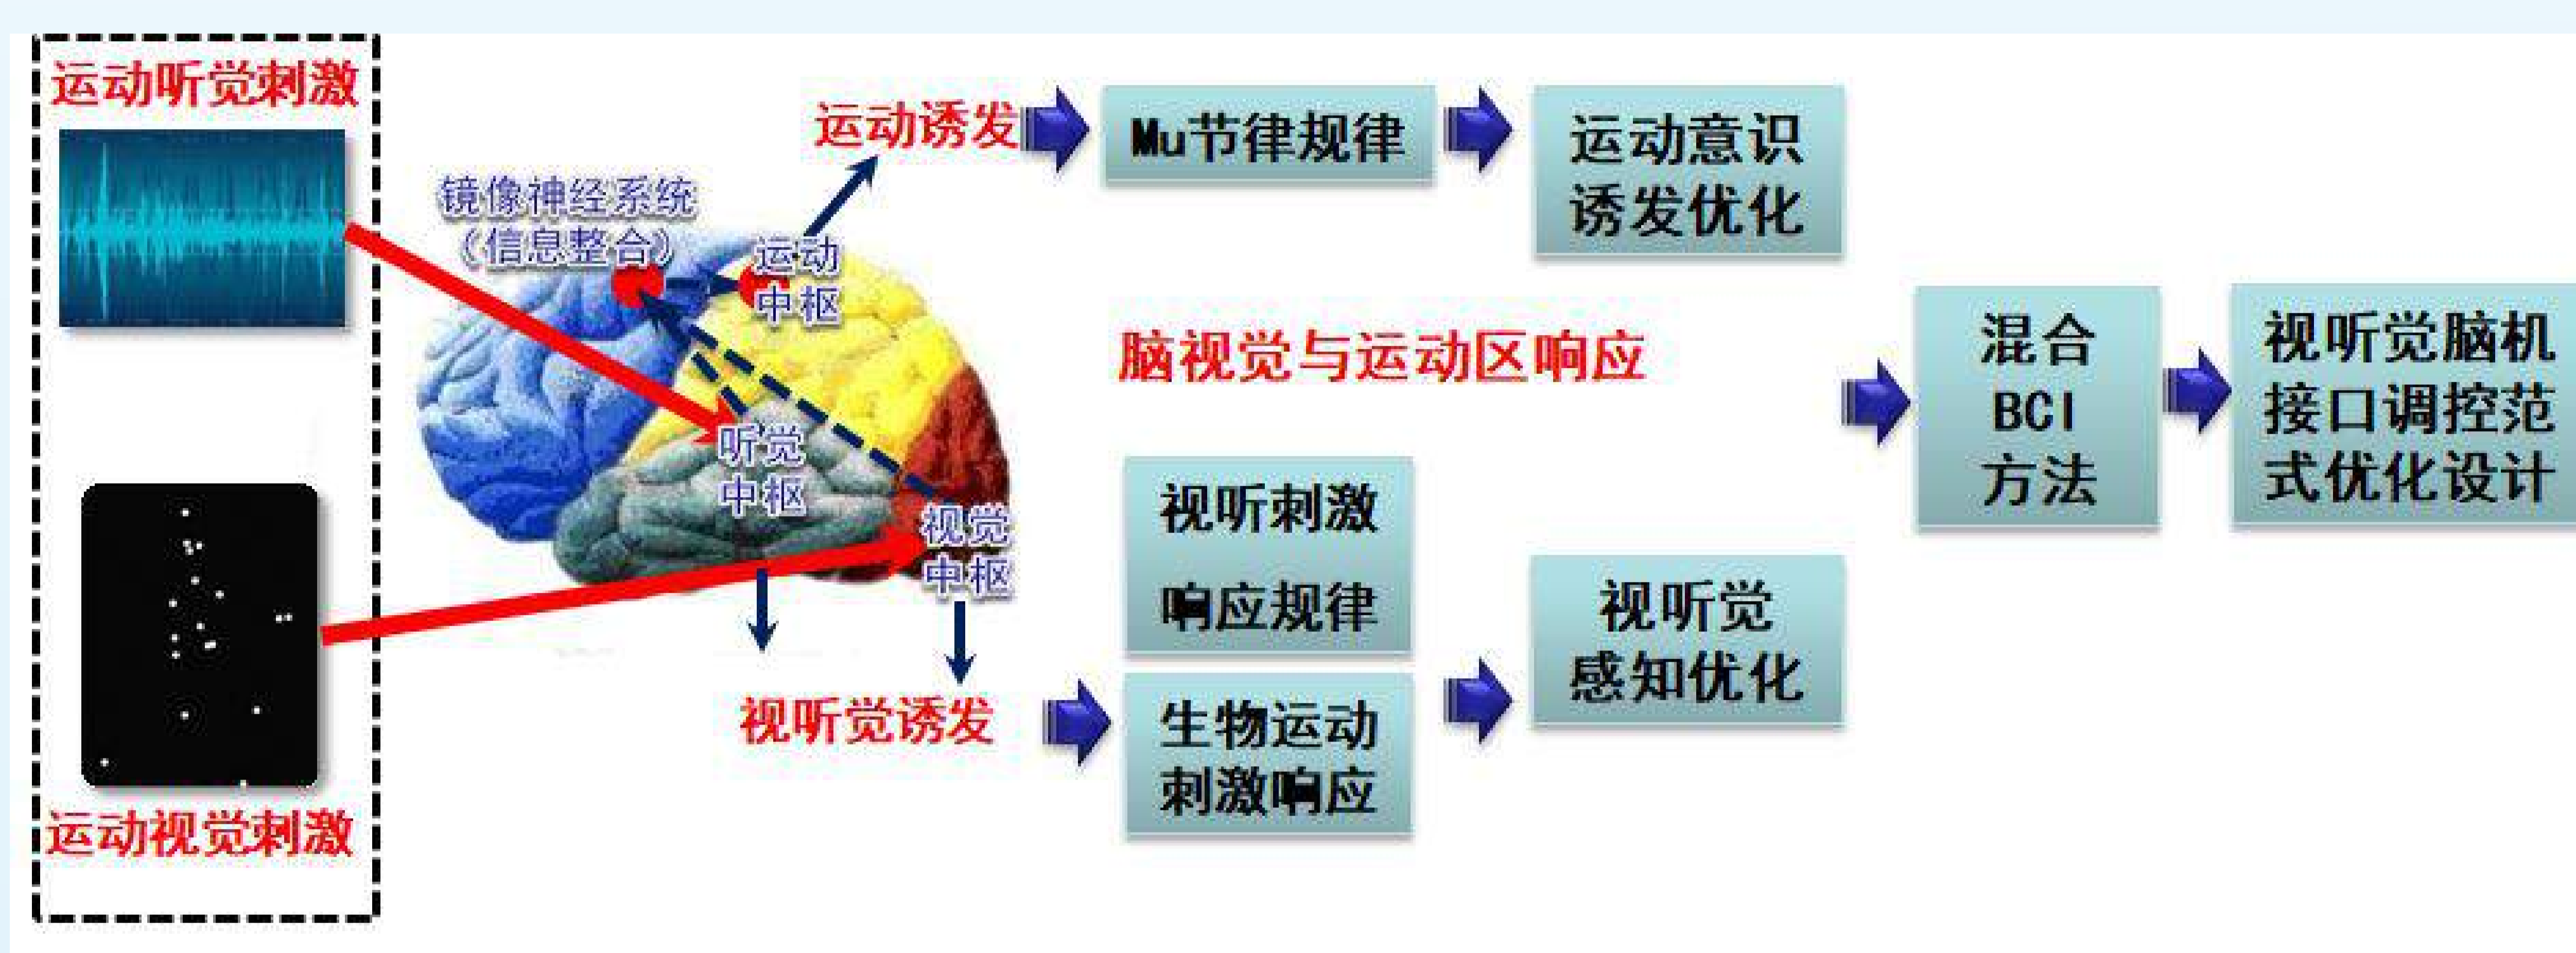 运动听觉刺激
运动视觉刺激
镜像神经系统
（信息整合）
运动
中枢
听觉
中枢
视觉
中枢
运动诱发
Mu节律规律
运动意识
诱发优化
脑视觉与运动区响应
视听觉诱发
视听刺激
响应规律
生物运动
刺激响应
视听觉
感知优化
混合
BCI
方法
视听觉脑机
接口调控范
式优化设计